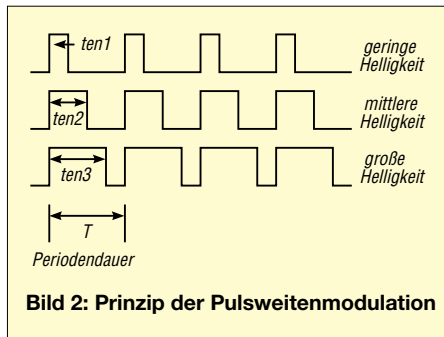 ten1
geringe
Helligkeit
ten2
mittlere
Helligkeit
ten3
große
Helligkeit
T
Periodendauer
Bild 2: Prinzip der Pulsweitenmodulation